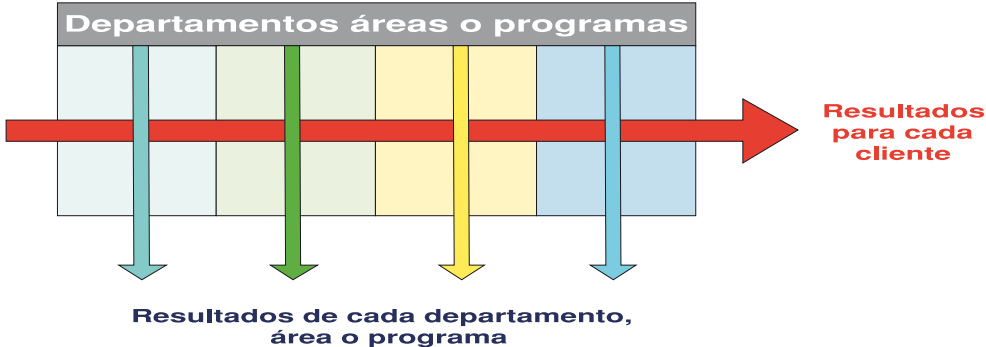 Departamentos áreas o programas
Resultados
para cada
cliente
Resultados de cada departamento,
área o programa